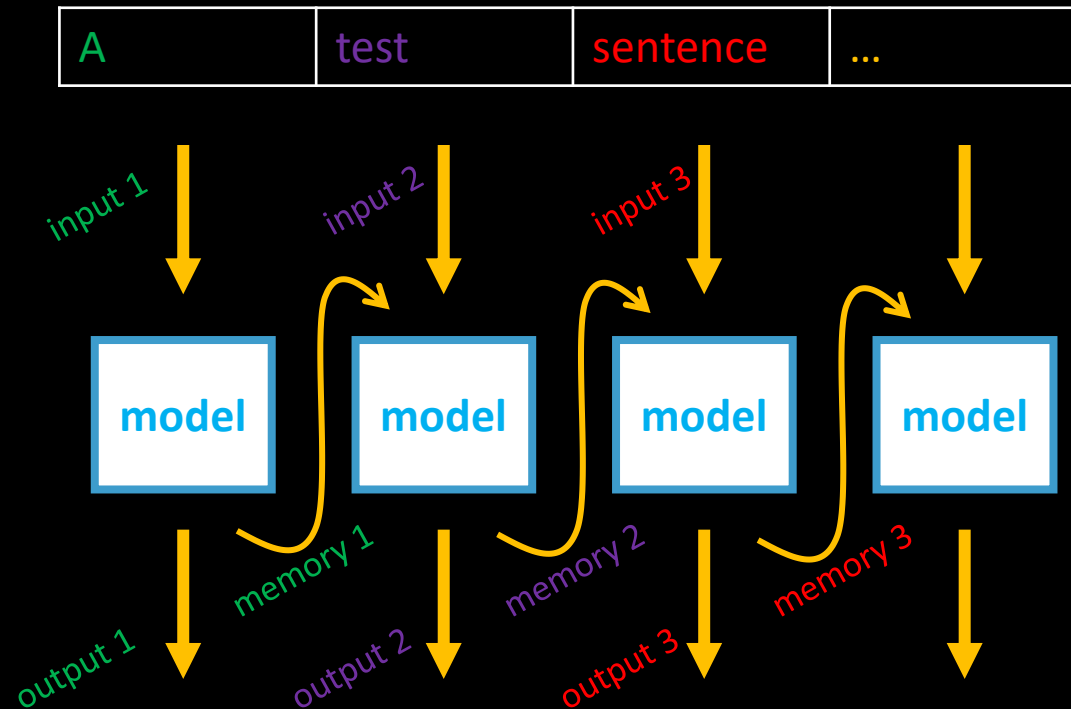 A test sentence ...
input 1 input 2 input 3
model model model model
memory 1 memory 2 memory 3
output 1 output 2 output 3